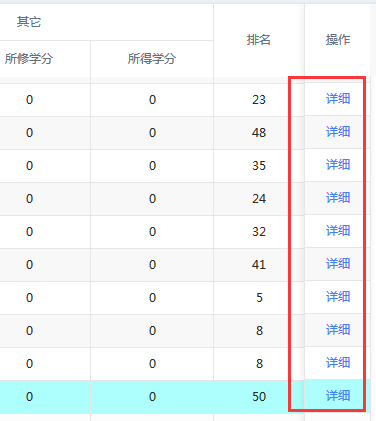 其它 排名 操作
所修学分 所得学分
0 0 23 详细
0 0 48 详细
0 0 35 详细
0 0 24 详细
0 0 32 详细
0 0 41 详细
0 0 5 详细
0 0 8 详细
0 0 8 详细
0 0 50 详细